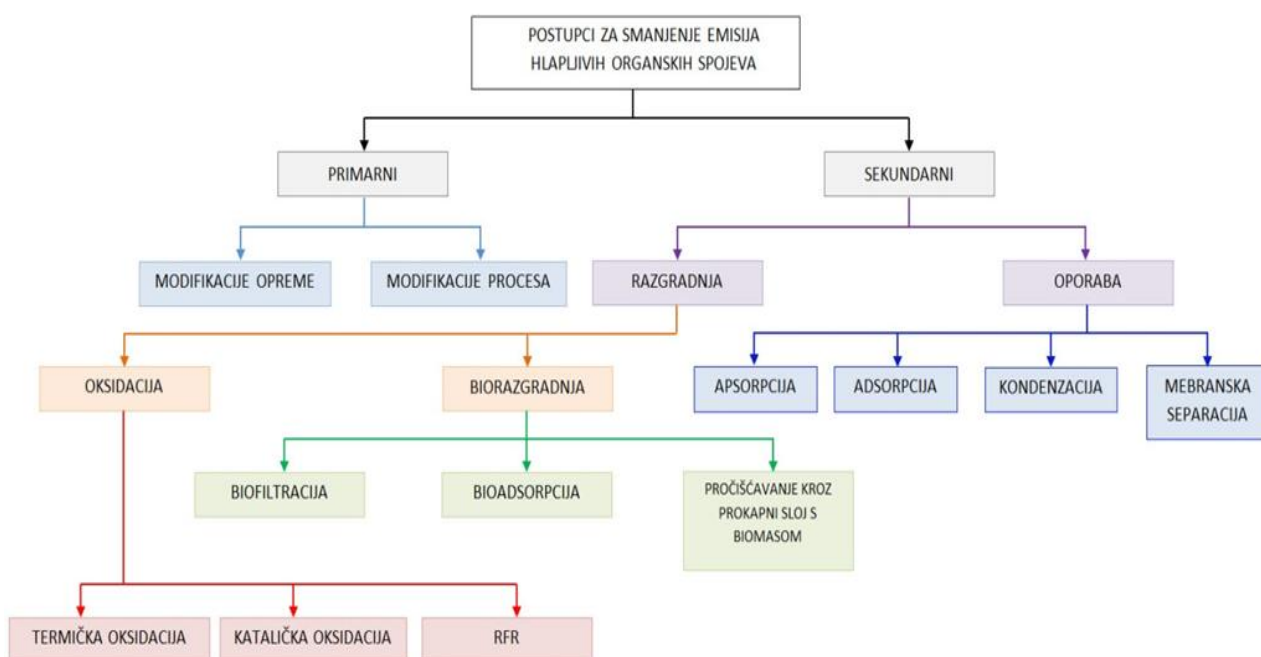 POSTUPCI ZA SMANJENJE EMISIJA
HLAPLJIVIH ORGANSKIH SPOJEVA
PRIMARNI
SEKUNDARNI
MODIFIKACIJE OPREME
MODIFIKACIJE PROCESA
RAZGRADNJA
OPORABA
OKSIDACIJA
BIORAZGRADNJA
APSORPCIJA
ADSORPCIJA
KONDENZACIJA
MEBRANSKA
SEPARACIJA
BIOFILTRACIJA
BIOADSORPCIJA
PROČIŠĆAVANJE KROZ
PROKAPNI SLOJ S
BIOMASOM
TERMIČKA OKSIDACIJA
KATALIČKA OKSIDACIJA
RFR